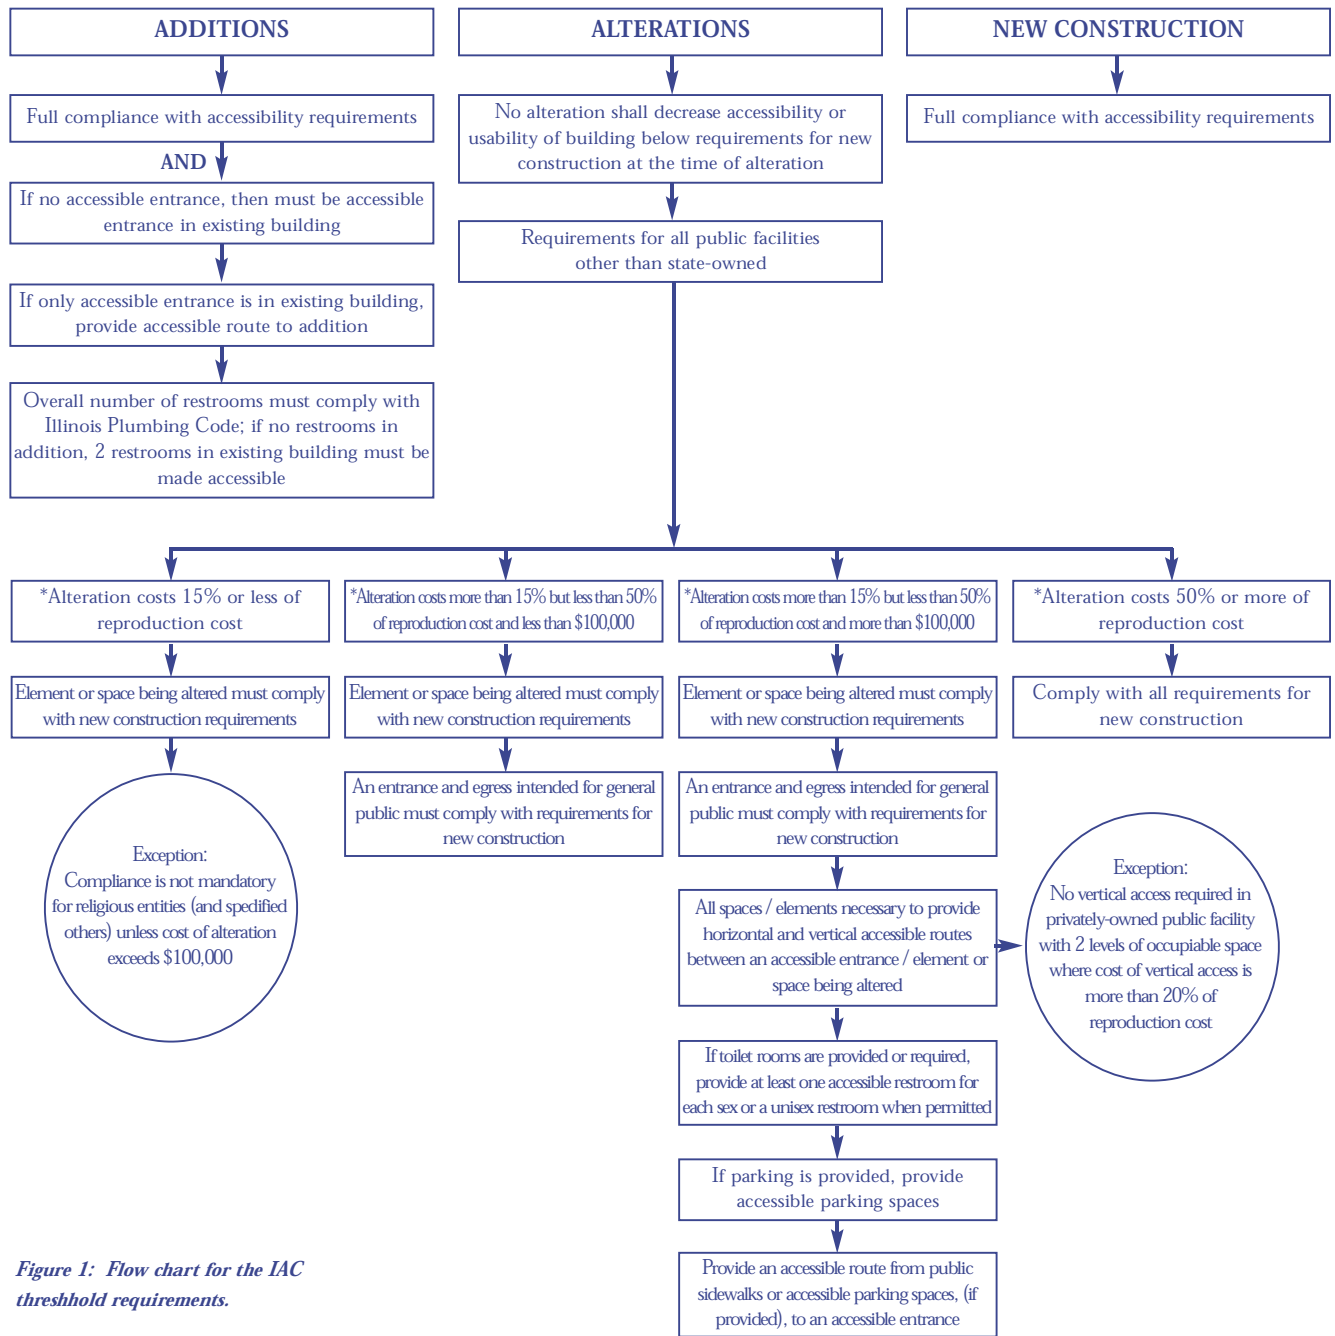 ADDITIONS
Full compliance with accessibility requirements
AND
If no accessible entrance, then must be accessible
entrance in existing building
If only accessible entrance is in existing building,
provide accessible route to addition
Overall number of restrooms must comply with
Illinois Plumbing Code; if no restrooms in
addition, 2 restrooms in existing building must be
made accessible
ALTERATIONS
No alteration shall decrease accessibility or
usability of building below requirements for new
construction at the time of alteration
Requirements for all public facilities
other than state-owned
NEW CONSTRUCTION
Full compliance with accessibility requirements
*Alteration costs 15% or less of
reproduction cost
Element or space being altered must comply
with new construction requirements
Exception:
Compliance is not mandatory
for religious entities (and spedified
others) unless cost of alteration
exceeds $100,000
*Alteration costs more than 15% but less than 50%
of reproduction cost and less than $100,000
Element or space being altered must comply
with new construction requirements
An entrance and egress intended for general
public must comply with requirements for
new construction
*Alteration costs more than 15% but less than 50%
of reproduction cost and more than $100,000
Element or space being altered must comply
with new construction requirements
An entrance and egress intended for general
public must comply with requirements for
new construction
All spaces / elements necessary to provide
horizontal and vertical accessible routes
between an accessible entrance / element or
space being altered
Exception:
No vertical access required in
privately-owned public facility
with 2 levels of occupiable space
where cost of vertical access is
more than 20% of
reproduction cost
If toilet rooms are provided or required,
provide at least one accessible restroom for
each sex or a unisex restroom when permitted
If parking is provided, provide
accessible parking spaces
Provide an accessible route from public
sidewalks or accessible parking spaces, (if
provided), to an accessible entrance
*Alteration costs 50% or more of
reproduction cost
Comply with all requirements for
new construction
Figure 1: Flow chart for the IAC
threshhold requirements.